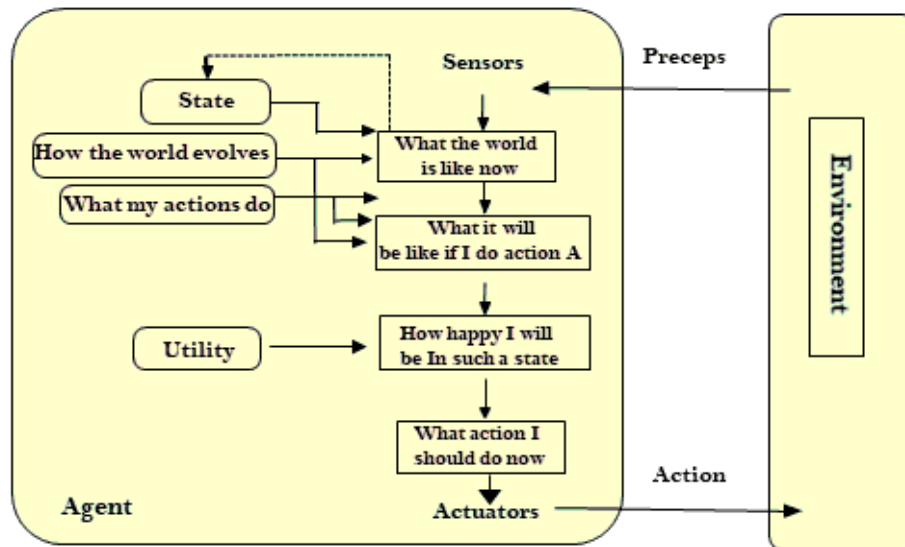 Sensors
Preceps
State
What the world
is like now
How the world evolves
What my actions do
What it will
be like if I do action A
Environment
How happy I will
be In such a state
Utility
What action I
should do now
Action
Agent
Actuators